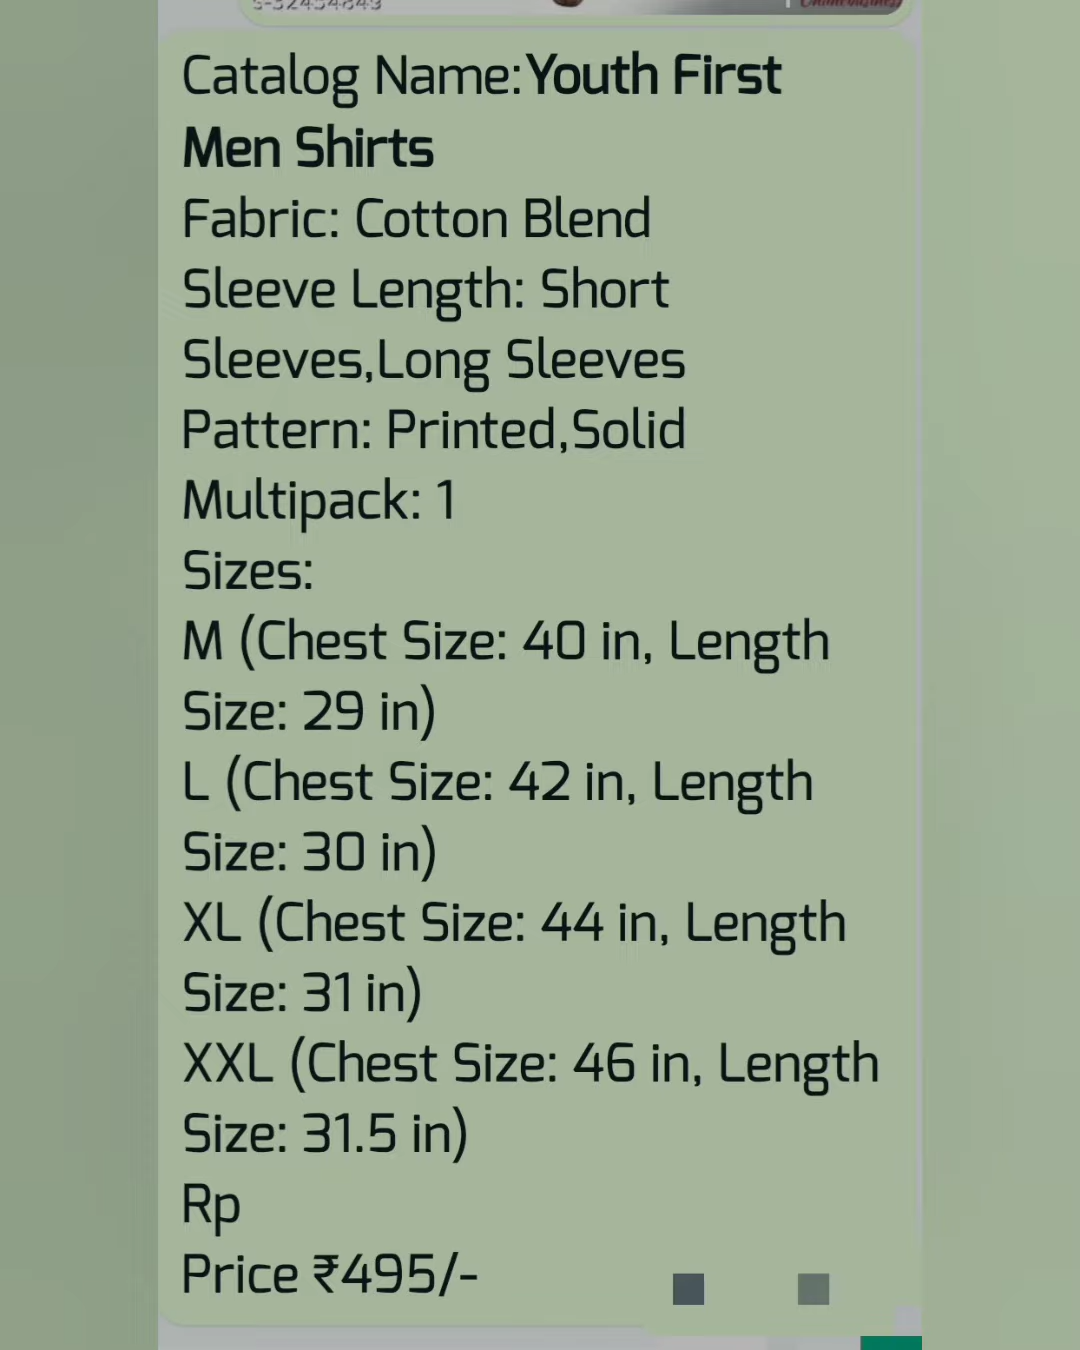 Catalog Name:Youth First
Men Shirts
Fabric: Cotton Blend
Sleeve Length: Short
Sleeves,Long Sleeves
Pattern: Printed,Solid
Multipack: 1
Sizes:
M (Chest Size: 40 in, Length
Size: 29 in)
L (Chest Size: 42 in, Length
Size: 30 in)
XL (Chest Size: 44 in, Length
Size: 31 in)
XXL (Chest Size: 46 in, Length
Size: 31.5 in)
Rp
Price ₹495/-